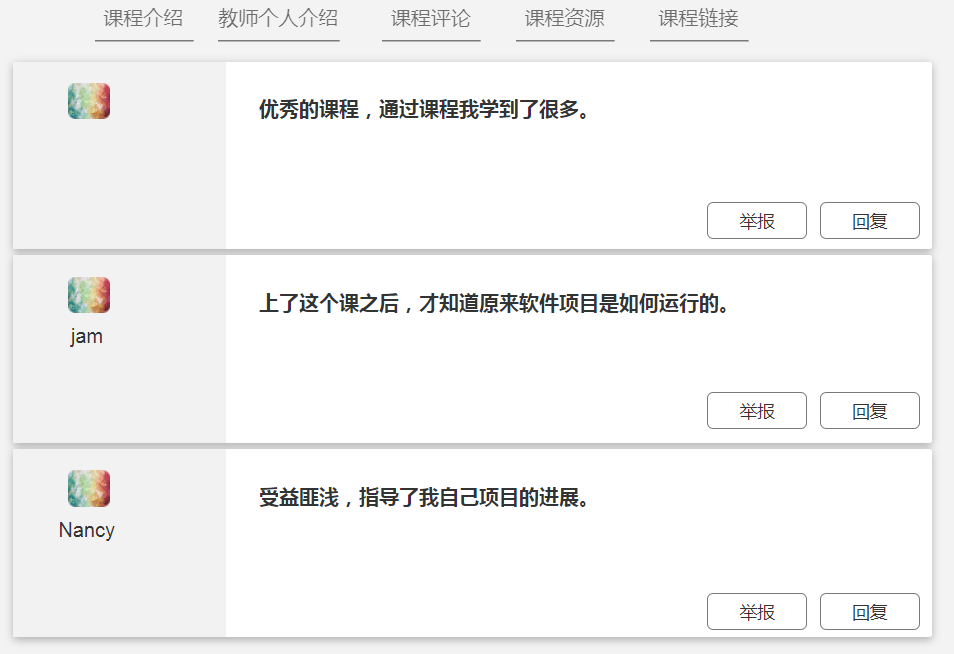 课程介绍 教师个人介绍 课程评论 课程资源 课程链接
优秀的课程，通过课程我学到了很多。
举报 回复
上了这个课之后，才知道原来软件项目是如何运行的。
jam
举报 回复
受益匪浅，指导了我自己项目的进展。
Nancy
举报 回复